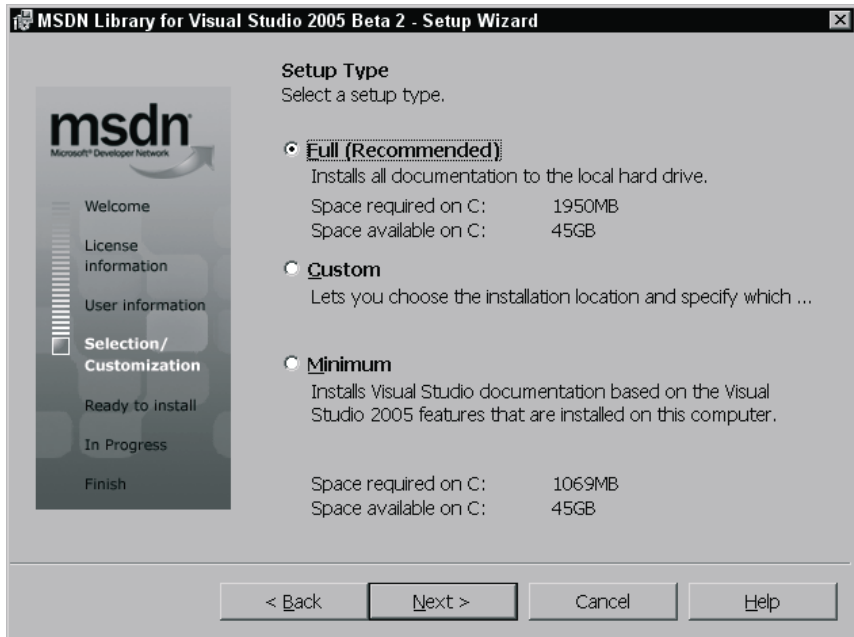 MSDN Library for Visual Studio 2005 Beta 2 - Setup Wizard
msdn
Microsoft® Developer Network
Welcome
License
information
User information
Selection/
Customization
Ready to install
In Progress
Finish
Setup Type
Select a setup type.
Full (Recommended)
Installs all documentation to the local hard drive.
Space required on C: 1950MB
Space available on C: 45GB
Custom
Lets you choose the installation location and specify which ...
Minimum
Installs Visual Studio documentation based on the Visual
Studio 2005 features that are installed on this computer.
Space required on C: 1069MB
Space available on C: 45GB
< Back Next > Cancel Help